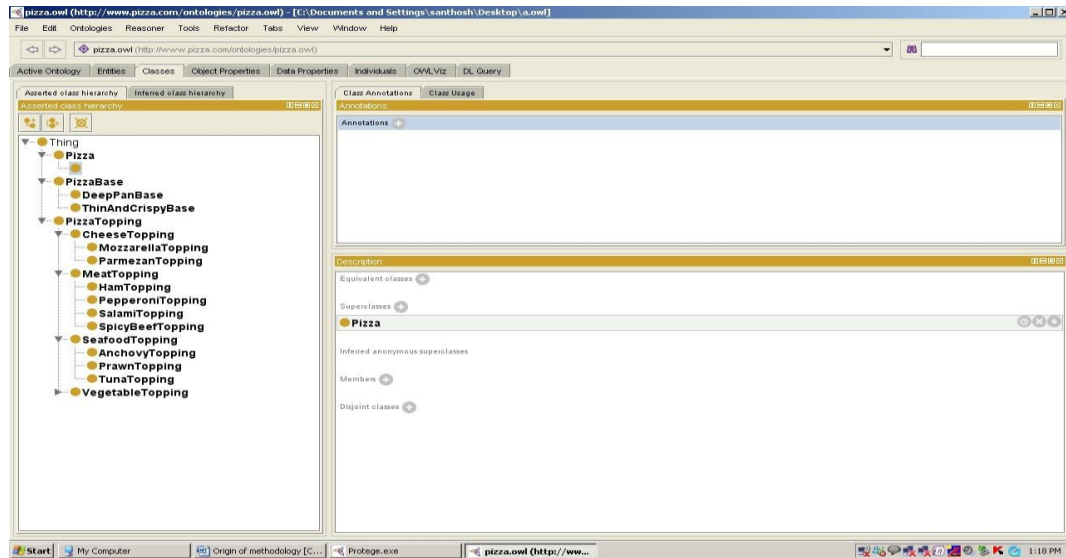 pizza.owl (http://www.pizza.com/ontologies/pizza.owl) - [C:\Documents and Settings\santhosh\Desktop\a.owl]
File Edit Ontologies Reasoner Tools Refactor Tabs View Window Help
pizza.owl (http://www.pizza.com/ontologies/pizza.owl)
Active Ontology Entities Classes Object Properties Data Properties Individuals OWLViz DL Query
Asserted class hierarchy Inferred class hierarchy
Asserted class hierarchy:
Thing
Pizza
PizzaBase
DeepPanBase
ThinAndCrispyBase
PizzaTopping
CheeseTopping
MozzarellaTopping
ParmezanTopping
MeatTopping
HamTopping
PepperoniTopping
SalamiTopping
SpicyBeefTopping
SeafoodTopping
AnchovyTopping
PrawnTopping
TunaTopping
VegetableTopping
Class Annotations Class Usage
Annotations:
Annotations
Description:
Equivalent classes
Superclasses
Pizza
Inferred anonymous superclasses
Members
Disjoint classes
Start My Computer Origin of methodology [C... Protege.exe pizza.owl (http://ww... 1:18 PM